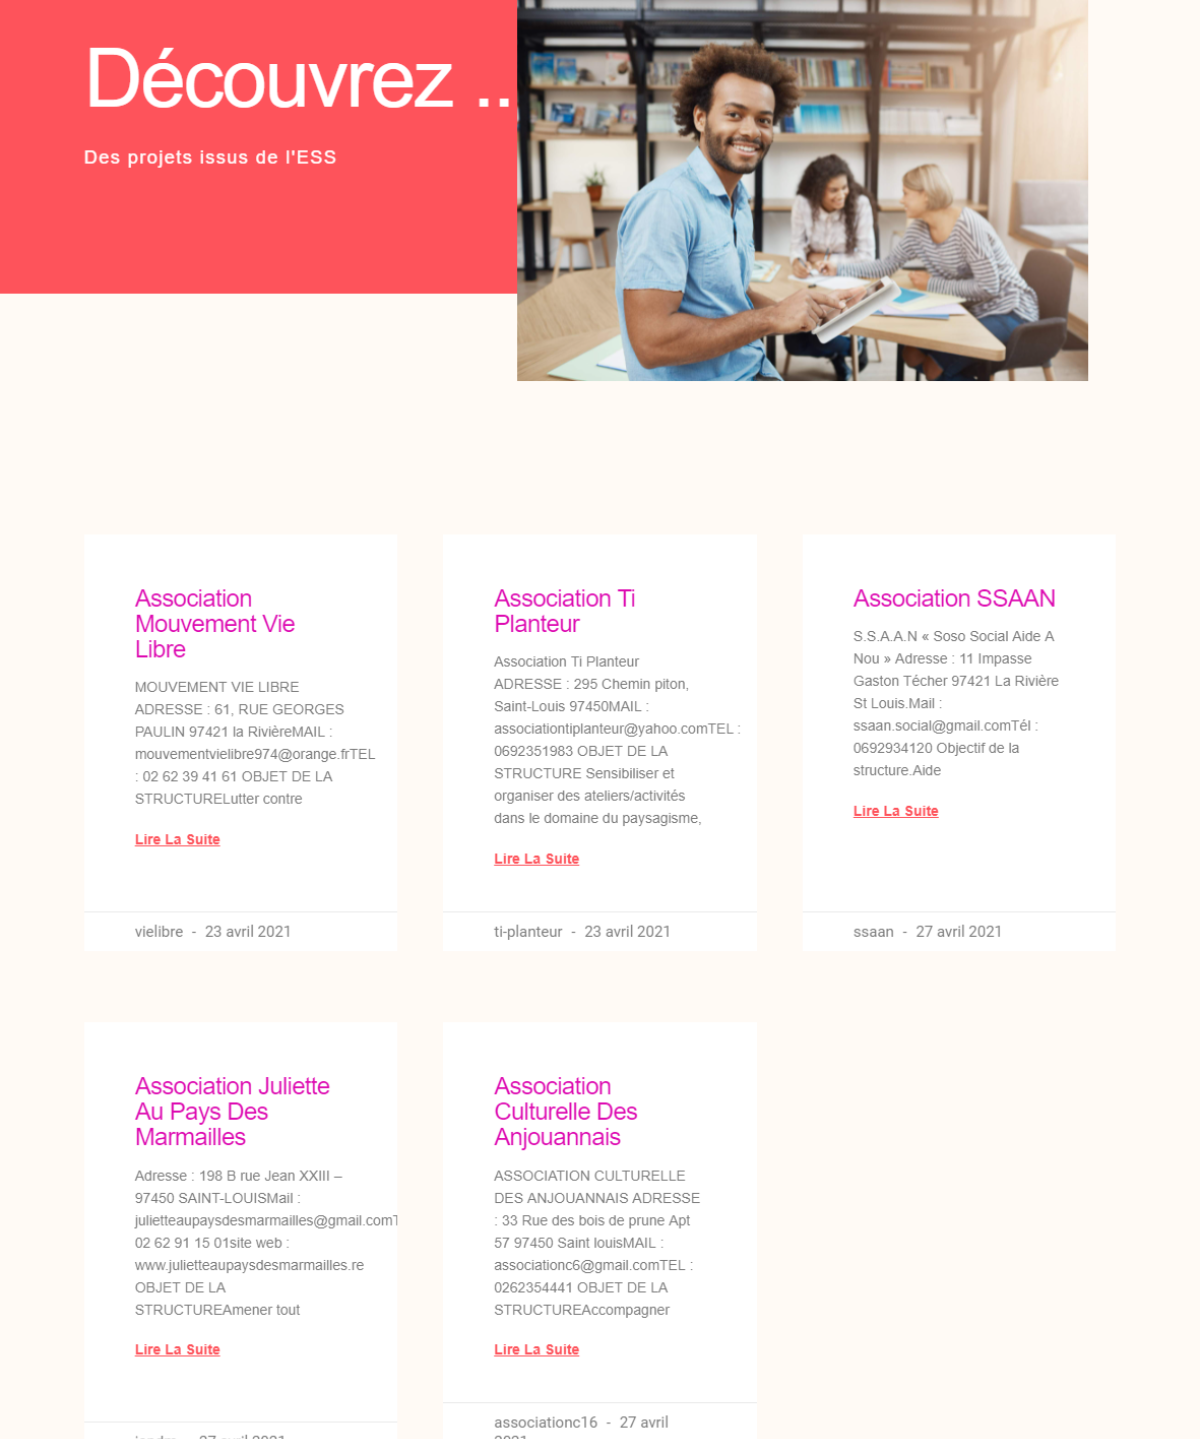 Découvrez ..
Des projets issus de l'ESS
Association
Mouvement Vie
Libre
MOUVEMENT VIE LIBRE
ADRESSE : 61, RUE GEORGES
PAULIN 97421 la RivièreMAIL :
mouvementvielibre974@orange.frTEL
: 02 62 39 41 61 OBJET DE LA
STRUCTURELutter contre
Lire La Suite
vielibre - 23 avril 2021
Association Ti
Planteur
Association Ti Planteur
ADRESSE : 295 Chemin piton,
Saint-Louis 97450MAIL :
associationtiplanteur@yahoo.comTEL :
0692351983 OBJET DE LA
STRUCTURE Sensibiliser et
organiser des ateliers/activités
dans le domaine du paysagisme,
Lire La Suite
ti-planteur - 23 avril 2021
Association SSAAN
S.S.A.A.N « Soso Social Aide A
Nou » Adresse : 11 Impasse
Gaston Técher 97421 La Rivière
St Louis.Mail :
ssaan.social@gmail.comTél :
0692934120 Objectif de la
structure.Aide
Lire La Suite
ssaan - 27 avril 2021
Association Juliette
Au Pays Des
Marmailles
Adresse : 198 B rue Jean XXIII –
97450 SAINT-LOUISMail :
julietteaupaysdesmarmailles@gmail.comT
02 62 91 15 01site web :
www.julietteaupaysdesmarmailles.re
OBJET DE LA
STRUCTUREAmener tout
Lire La Suite
27 avril 2021
Association
Culturelle Des
Anjouannais
ASSOCIATION CULTURELLE
DES ANJOUANNAIS ADRESSE
: 33 Rue des bois de prune Apt
57 97450 Saint louisMAIL :
associationc6@gmail.comTEL :
0262354441 OBJET DE LA
STRUCTUREAccompagner
Lire La Suite
associationc16 - 27 avril
2021